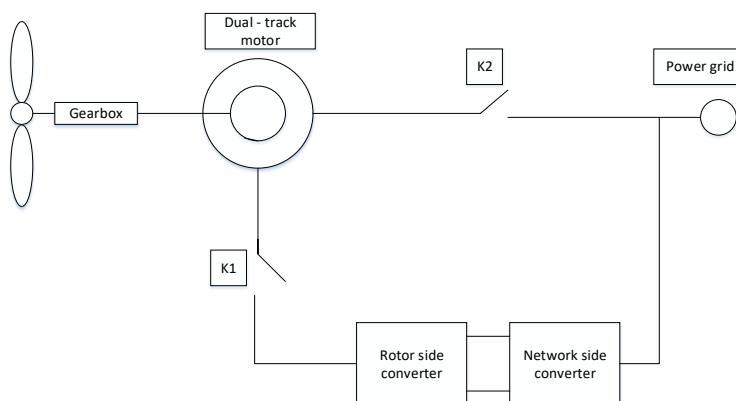 Dual - track
motor
K2
Power grid
Gearbox
K1
Rotor side
converter
Network side
converter